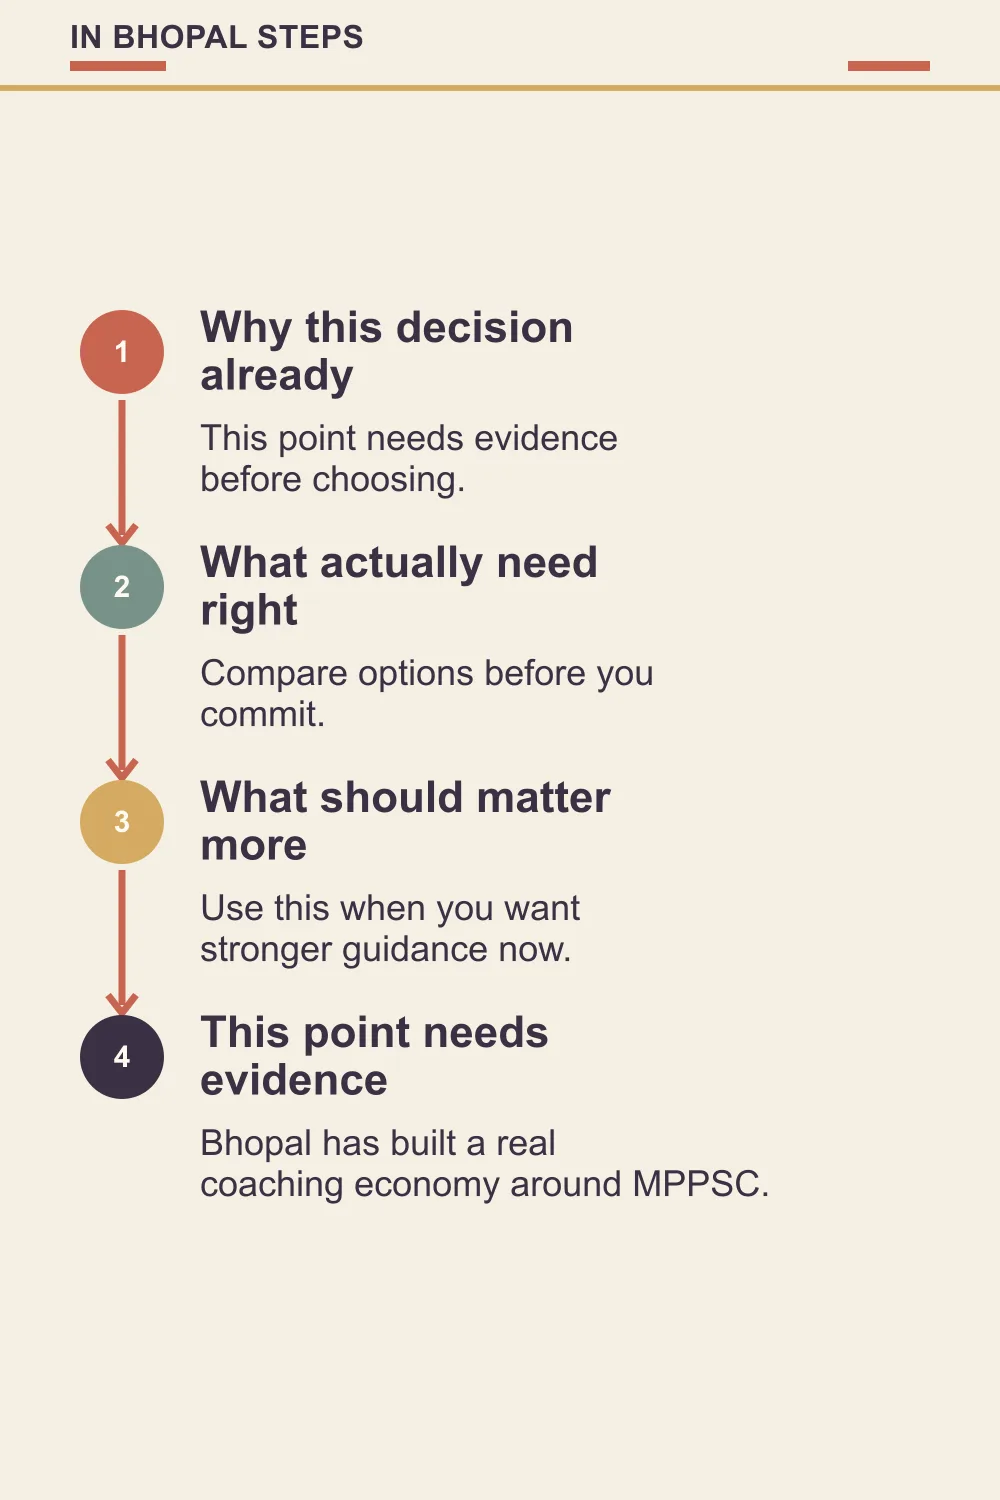 IN BHOPAL STEPS
1
Why this decision
already
This point needs evidence
before choosing.
2
What actually need
right
Compare options before you
commit.
3
What should matter
more
Use this when you want
stronger guidance now.
4
This point needs
evidence
Bhopal has built a real
coaching economy around MPPSC.